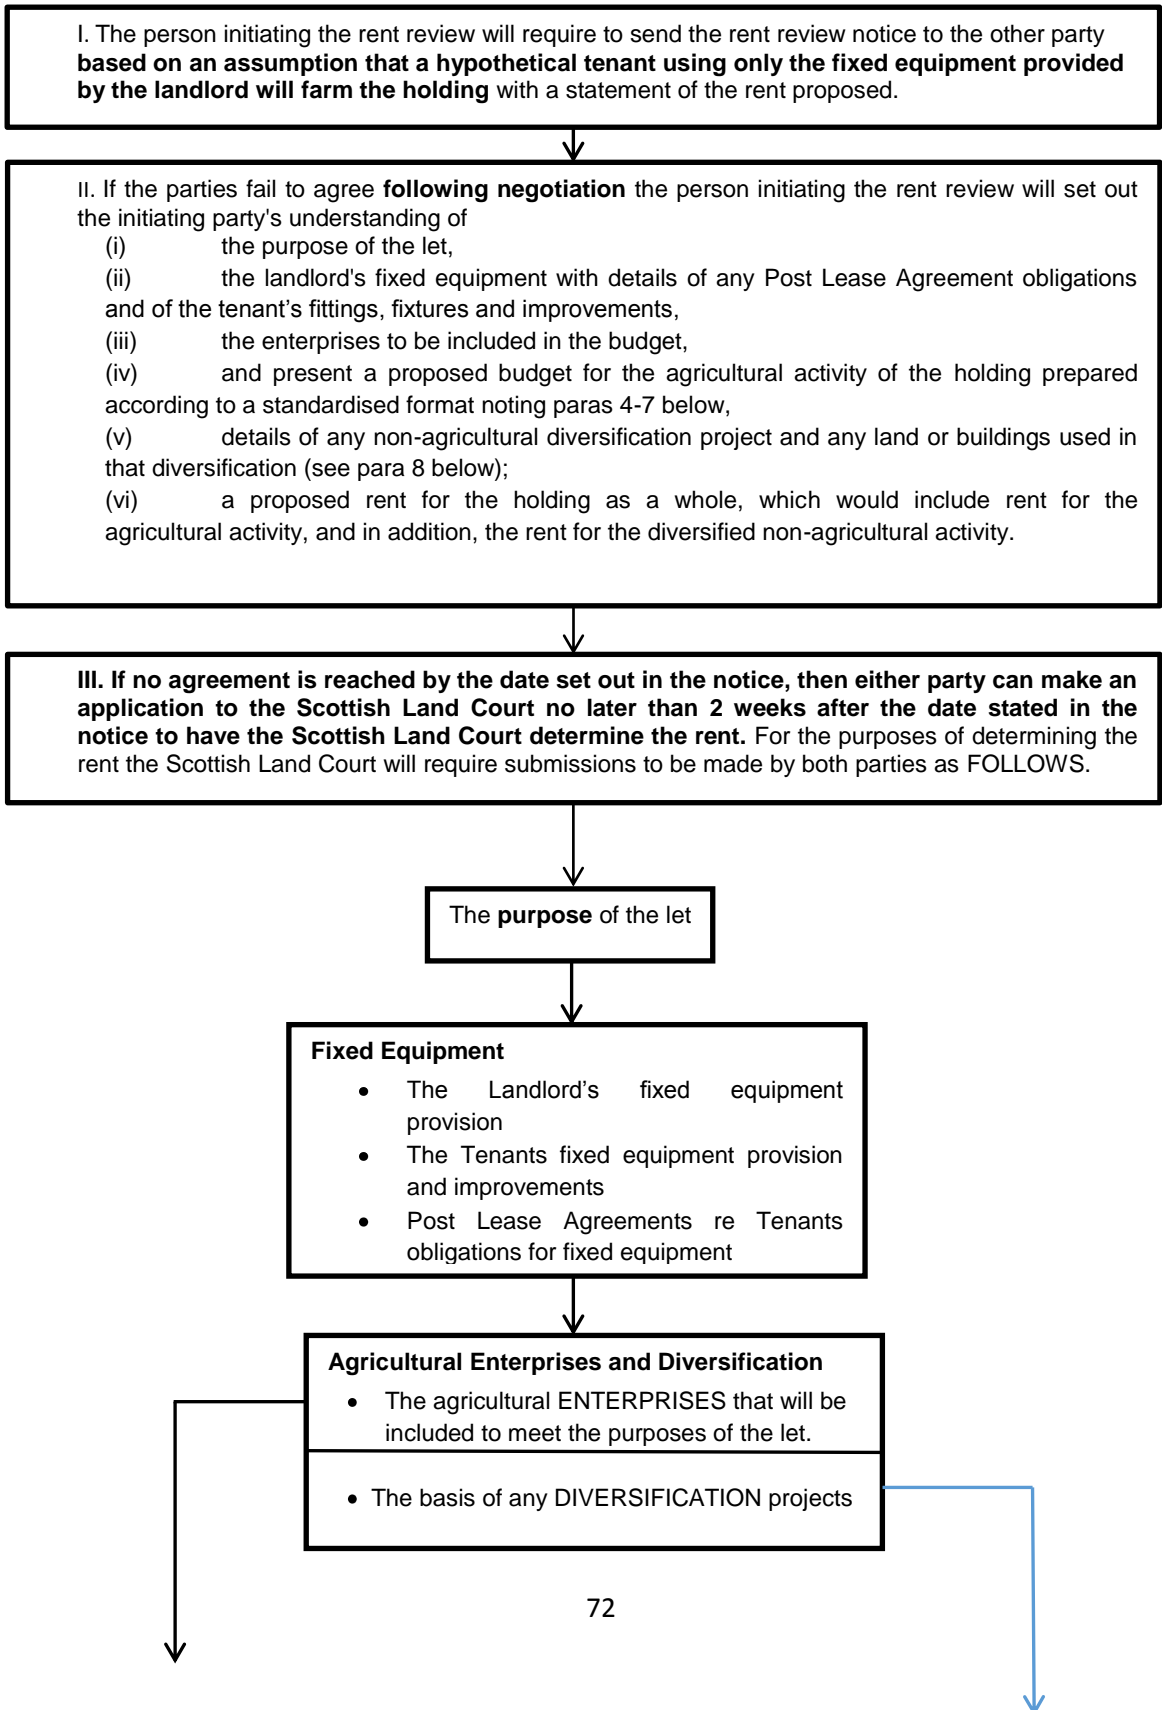 I. The person initiating the rent review will require to send the rent review notice to the other party
based on an assumption that a hypothetical tenant using only the fixed equipment provided
by the landlord will farm the holding with a statement of the rent proposed.
II. If the parties fail to agree following negotiation the person initiating the rent review will set out
the initiating party's understanding of
(i) the purpose of the let,
(ii) the landlord's fixed equipment with details of any Post Lease Agreement obligations
and of the tenant’s fittings, fixtures and improvements,
(iii) the enterprises to be included in the budget,
(iv) and present a proposed budget for the agricultural activity of the holding prepared
according to a standardised format noting paras 4-7 below,
(v) details of any non-agricultural diversification project and any land or buildings used in
that diversification (see para 8 below);
(vi) a proposed rent for the holding as a whole, which would include rent for the
agricultural activity, and in addition, the rent for the diversified non-agricultural activity.
III. If no agreement is reached by the date set out in the notice, then either party can make an
application to the Scottish Land Court no later than 2 weeks after the date stated in the
notice to have the Scottish Land Court determine the rent. For the purposes of determining the
rent the Scottish Land Court will require submissions to be made by both parties as FOLLOWS.
The purpose of the let
Fixed Equipment
• The Landlord’s fixed equipment
provision
• The Tenants fixed equipment provision
and improvements
• Post Lease Agreements re Tenants
obligations for fixed equipment
Agricultural Enterprises and Diversification
• The agricultural ENTERPRISES that will be
included to meet the purposes of the let.
• The basis of any DIVERSIFICATION projects
72